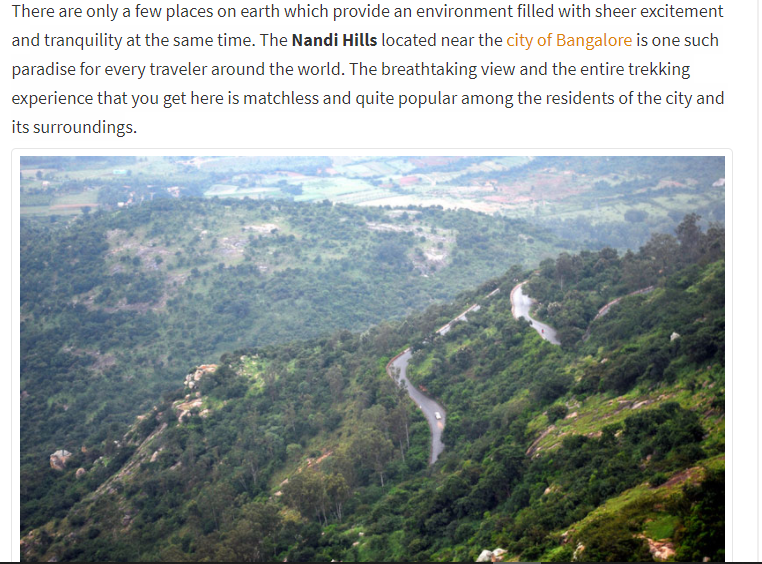 There are only a few places on earth which provide an environment filled with sheer excitement
and tranquility at the same time. The Nandi Hills located near the city of Bangalore is one such
paradise for every traveler around the world. The breathtaking view and the entire trekking
experience that you get here is matchless and quite popular among the residents of the city and
its surroundings.